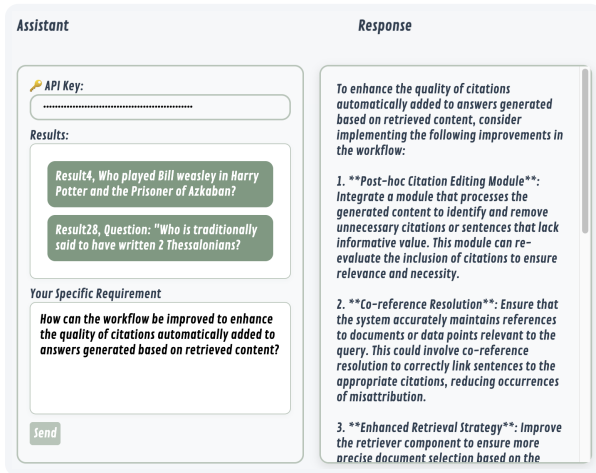 Assistant
Response
🔑 API Key:
••••••••••••••••••••••••••••••••••••••••••••••••••••
Results:
Result4, Who played Bill weasley in Harry
Potter and the Prisoner of Azkaban?
Result28, Question: "Who is traditionally
said to have written 2 Thessalonians?
Your Specific Requirement
How can the workflow be improved to enhance
the quality of citations automatically added to
answers generated based on retrieved content?
Send
To enhance the quality of citations
automatically added to answers generated
based on retrieved content, consider
implementing the following improvements in
the workflow:
1. **Post-hoc Citation Editing Module**:
Integrate a module that processes the
generated content to identify and remove
unnecessary citations or sentences that lack
informative value. This module can re-
evaluate the inclusion of citations to ensure
relevance and necessity.
2. **Co-reference Resolution**: Ensure that
the system accurately maintains references
to documents or data points relevant to the
query. This could involve co-reference
resolution to correctly link sentences to the
appropriate citations, reducing occurrences
of misattribution.
3. **Enhanced Retrieval Strategy**: Improve
the retriever component to ensure more
precise document selection based on the